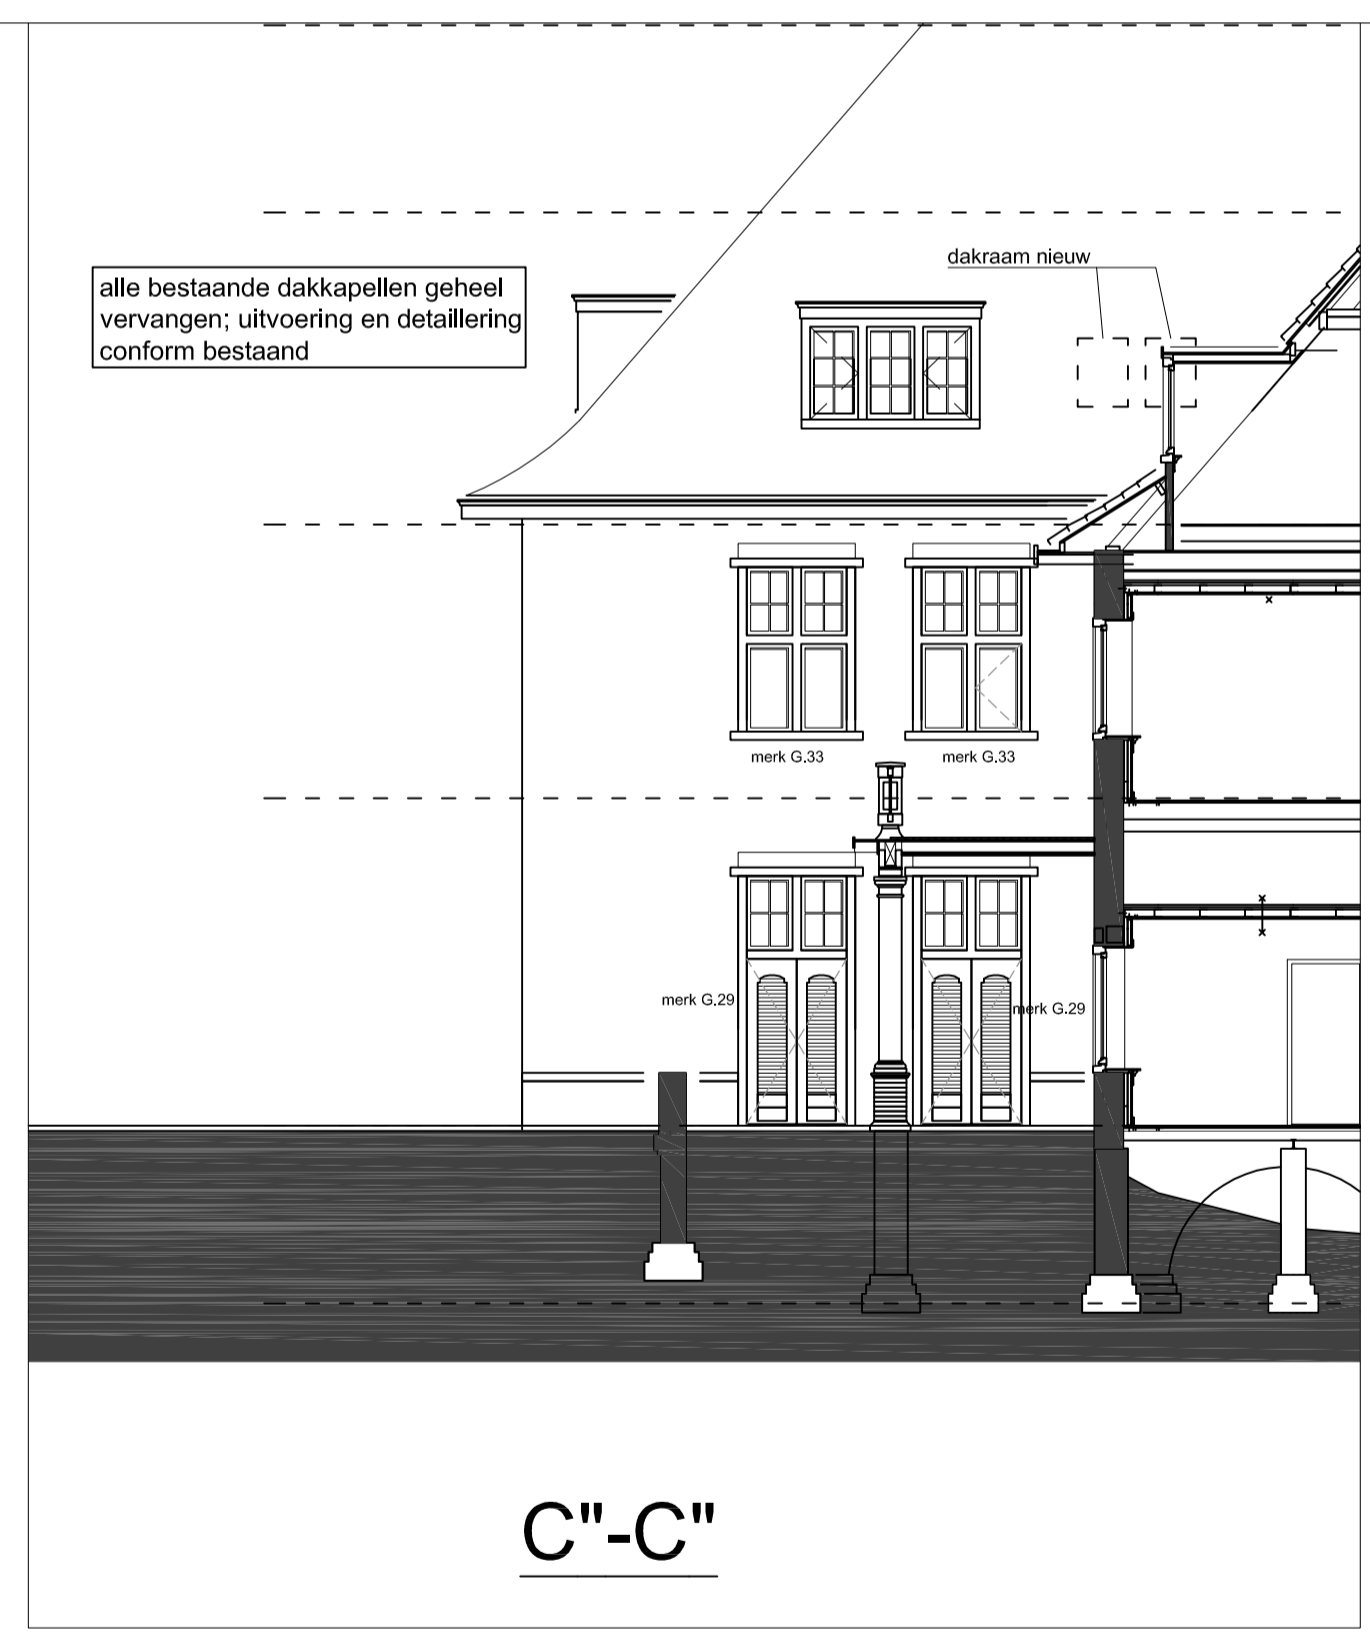 dakraam nieuw
alle bestaande dakkapellen geheel
vervangen; uitvoering en detaillering
conform bestaand
merk G.33
merk G.33
merk G.29
merk G.29
C"-C"